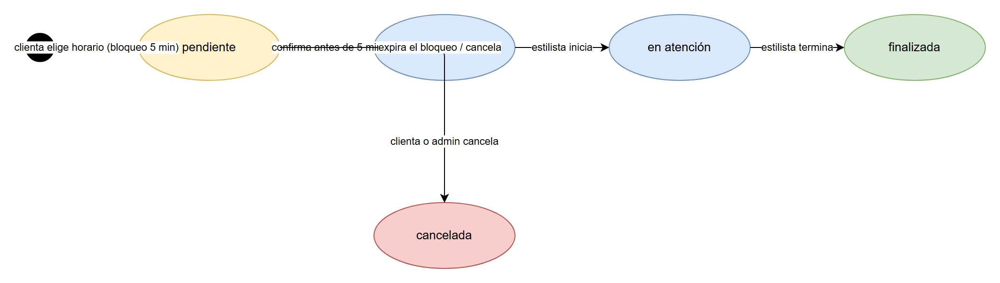 clienta elige horario (bloqueo 5 min)
pendiente
confirma antes de 5
expira el bloqueo / cancela
estilista inicia
en atención
estilista termina
finalizada
clienta o admin cancela
cancelada